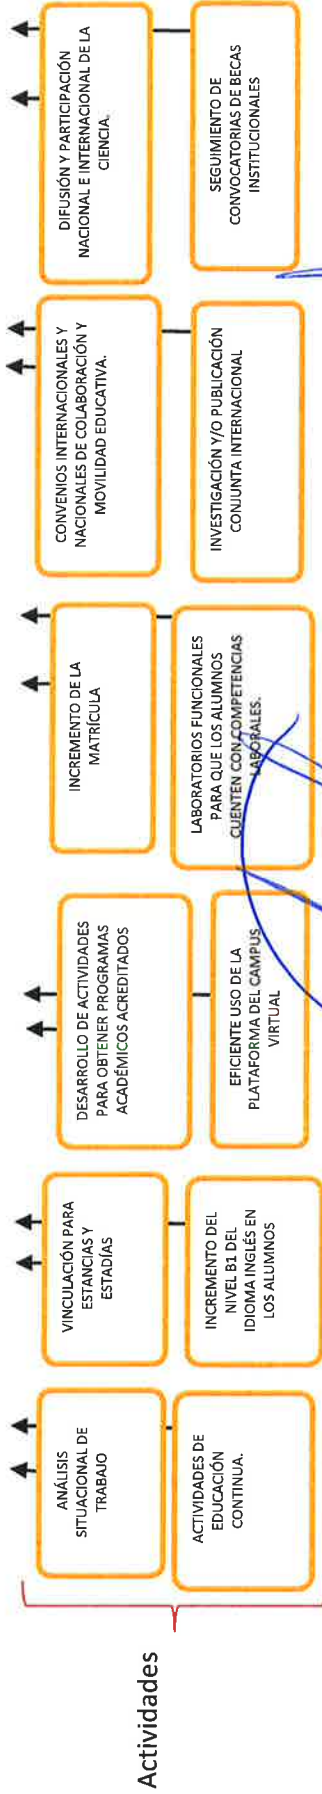 Actividades
ANÁLISIS
SITUACIONAL DE
TRABAJO
ACTIVIDADES DE
EDUCACIÓN
CONTINUA.
VINCULACIÓN PARA
ESTANCIAS Y
ESTADÍAS
INCREMENTO DEL
NIVEL B1 DEL
IDIOMA INGLÉS EN
LOS ALUMNOS
DESARROLLO DE ACTIVIDADES
PARA OBTENER PROGRAMAS
ACADÉMICOS ACREDITADOS
EFICIENTE USO DE LA
PLATAFORMA DEL CAMPUS
VIRTUAL
INCREMENTO DE LA
MATRÍCULA
LABORATORIOS FUNCIONALES
PARA QUE LOS ALUMNOS
CUENTEN CON COMPETENCIAS
LABORALES.
CONVENIOS INTERNACIONALES Y
NACIONALES DE COLABORACIÓN Y
MOVILIDAD EDUCATIVA.
INVESTIGACIÓN Y/O PUBLICACIÓN
CONJUNTA INTERNACIONAL
DIFUSIÓN Y PARTICIPACIÓN
NACIONAL E INTERNACIONAL DE LA
CIENCIA.
SEGUIMIENTO DE
CONVOCATORIAS DE BECAS
INSTITUCIONALES